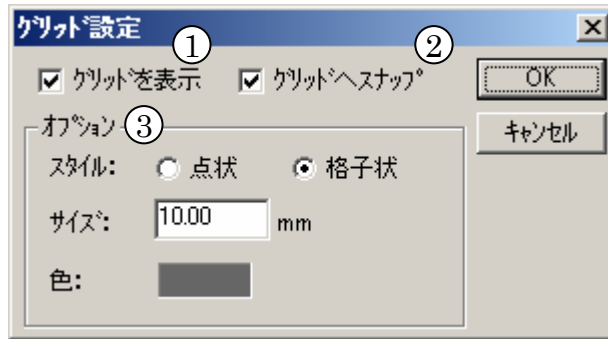 ｸﾞﾘｯﾄﾞ設定
① ②
ｸﾞﾘｯﾄﾞを表示 ｸﾞﾘｯﾄﾞへｽﾅｯﾌﾟ OK
ｵﾌﾟｼｮﾝ ③ ｷｬﾝｾﾙ
ｽﾀｲﾙ: 点状 格子状
ｻｲｽﾞ: 10.00 mm
色: